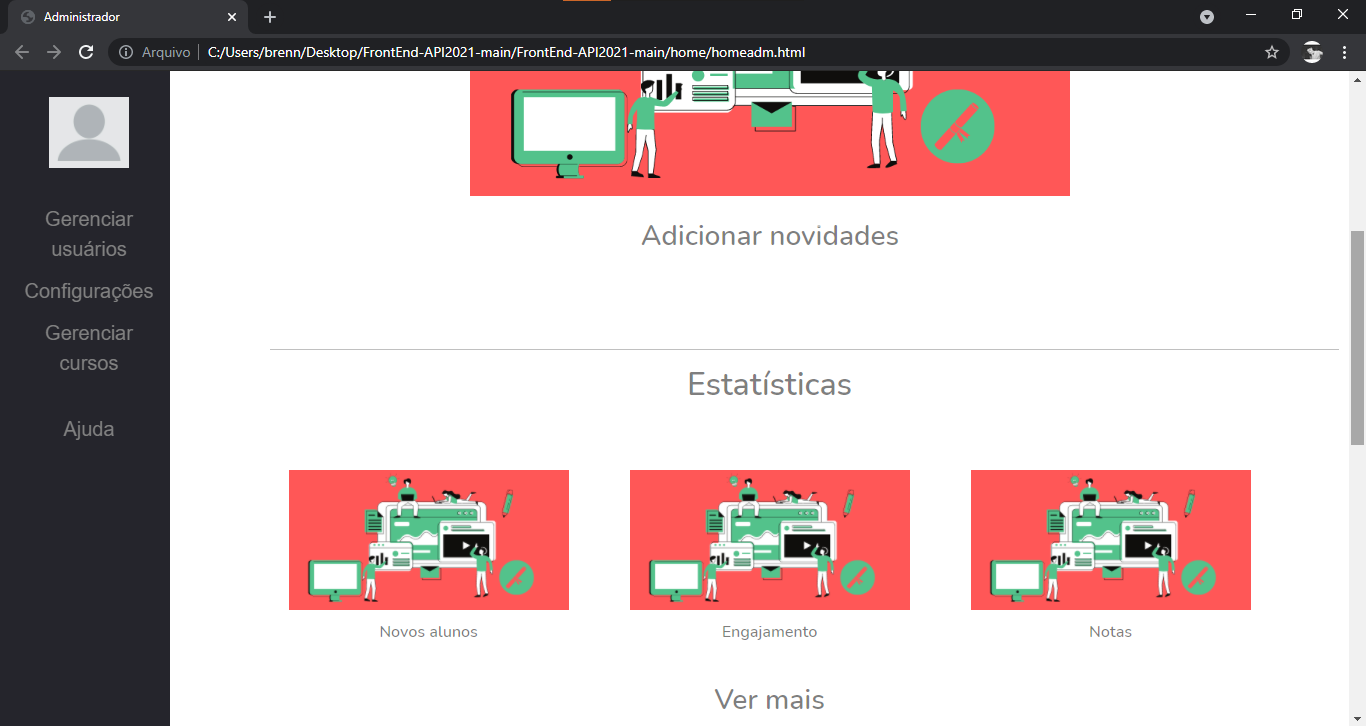 Administrador
Arquivo
C:/Users/brenn/Desktop/FrontEnd-API2021-main/FrontEnd-API2021-main/home/homeadm.html
Gerenciar
usuários
Configurações
Gerenciar
cursos
Ajuda
Adicionar novidades
Estatísticas
Novos alunos
Engajamento
Notas
Ver mais